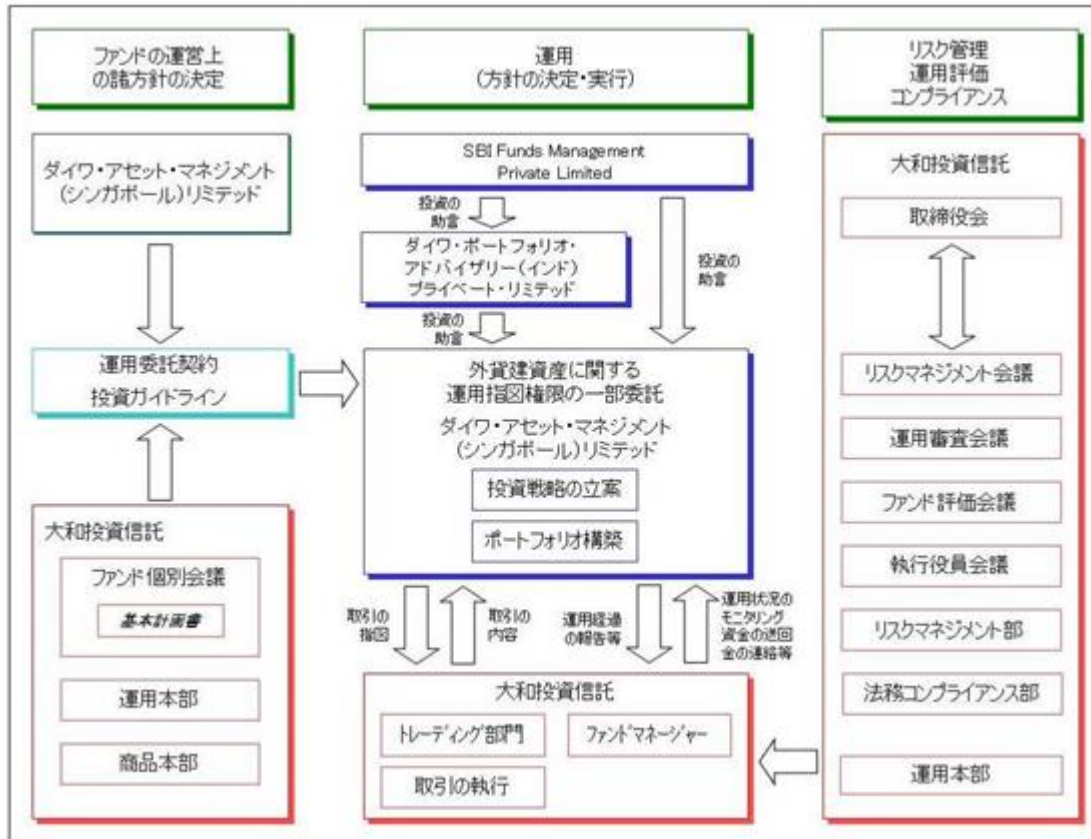 ファンドの運営上
の諸方針の決定
ダイワ・アセット・マネジメント
(シンガポール)リミテッド
運用委託契約
投資ガイドライン
大和投資信託
ファンド個別会議
基本計画書
運用本部
商品本部
運用
(方針の決定・実行)
SBI Funds Management
Private Limited
投資の
助言
ダイワ・ポートフォリオ・
アドバイザリー(インド)
プライベート・リミテッド
投資の
助言
投資の
助言
外貨建資産に関する
運用指図権限の一部委託
ダイワ・アセット・マネジメント
(シンガポール)リミテッド
投資戦略の立案
ポートフォリオ構築
取引の
指図
取引の
内容
運用経過
の報告等
運用状況の
モニタリング
資金の送回
金の連絡等
大和投資信託
トレーディング部門
ファンドマネージャー
取引の執行
リスク管理
運用評価
コンプライアンス
大和投資信託
取締役会
リスクマネジメント会議
運用審査会議
ファンド評価会議
執行役員会議
リスクマネジメント部
法務コンプライアンス部
運用本部